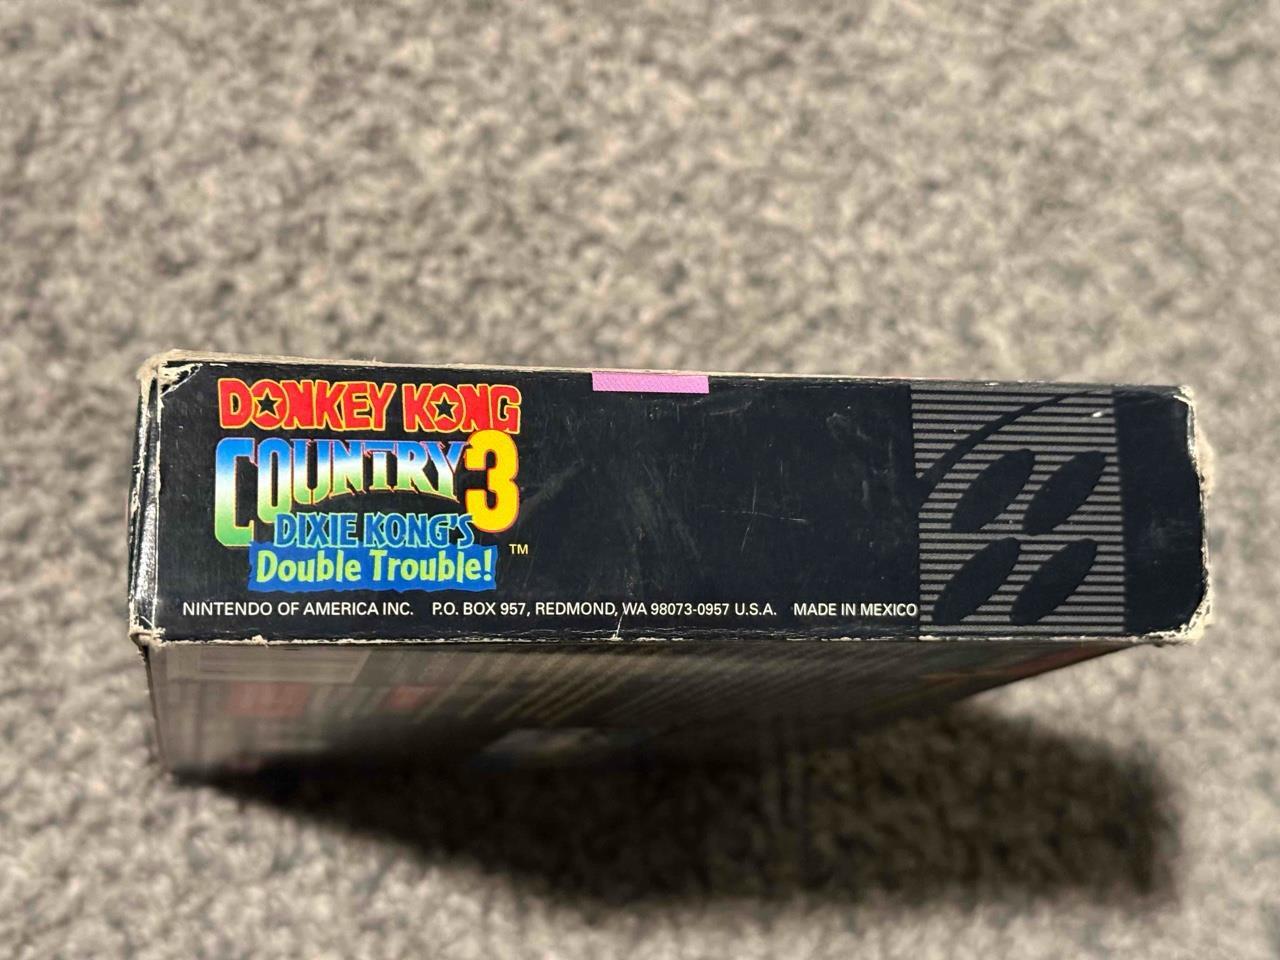 DONKEY KONG
COUNTRY 3
DIXIE KONG'S
Double Trouble!
TM
NINTENDO OF AMERICA INC. P.O. BOX 957, REDMOND, WA 98073-0957 U.S.A. MADE IN MEXICO